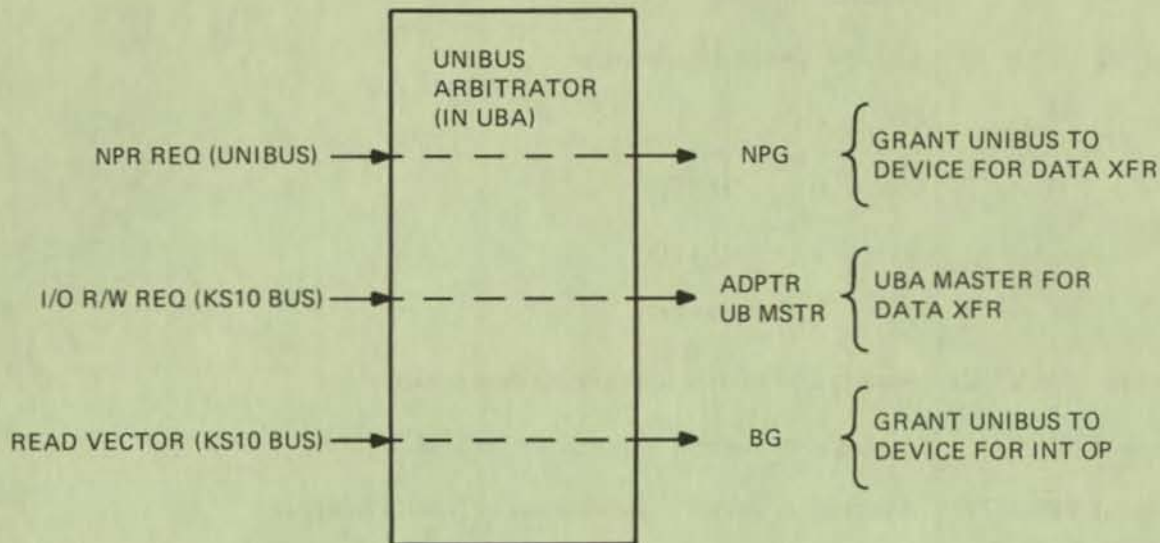 UNIBUS
ARBITRATOR
(IN UBA)
NPR REQ (UNIBUS)
NPG
GRANT UNIBUS TO
DEVICE FOR DATA XFR
I/O R/W REQ (KS10 BUS)
ADPTR
UB MSTR
UBA MASTER FOR
DATA XFR
READ VECTOR (KS10 BUS)
BG
GRANT UNIBUS TO
DEVICE FOR INT OP